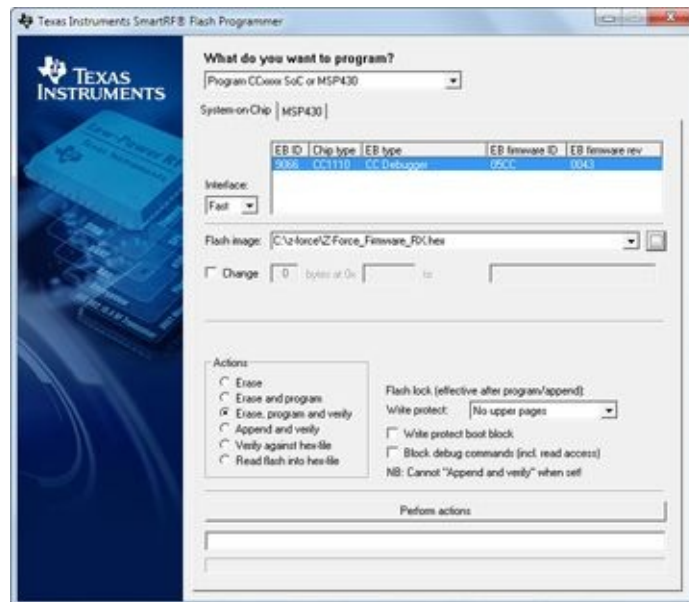 Texas Instruments SmartRF® Flash Programmer
TEXAS INSTRUMENTS
Low-Power RF
Texas Instruments
What do you want to program?
Program CCxxxx SoC or MSP430
System-on-Chip MSP430
EB ID Chip type EB type EB firmware ID EB firmware rev
9066 CC1110 CC Debugger 05CC 0043
Interface:
Fast
Flash image: C:\z-force\Z-Force_Firmware_RX.hex
Change 0 bytes at 0x to
Actions
Erase
Erase and program
Erase, program and verify
Append and verify
Verify against hex-file
Read flash into hex-file
Flash lock (effective after program/append):
Write protect: No upper pages
Write protect boot block
Block debug commands (incl. read access)
NB: Cannot "Append and verify" when set!
Perform actions